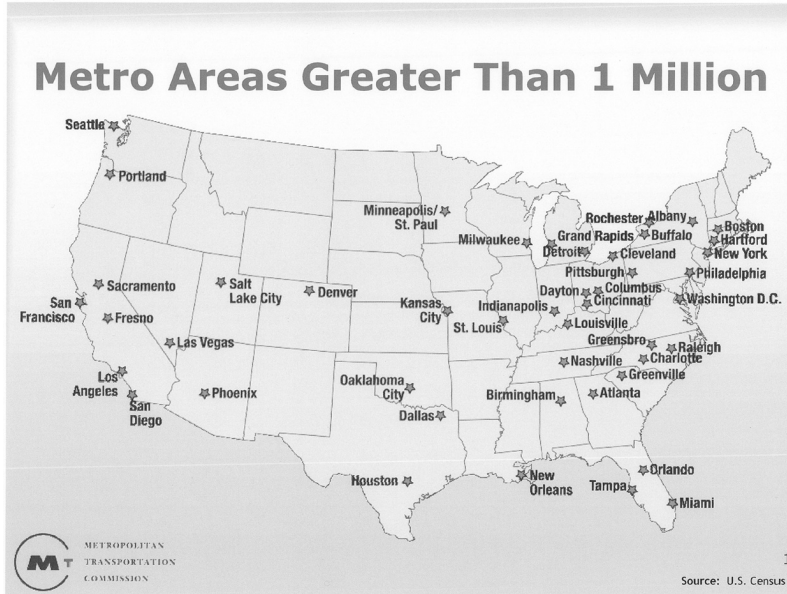 Metro Areas Greater Than 1 Million
Seattle
Portland
Minneapolis/
St. Paul
Milwaukee
Grand Rapids
Detroit
Rochester
Albany
Buffalo
Boston
Hartford
New York
Cleveland
Pittsburgh
Philadelphia
Sacramento
San
Francisco
Fresno
Salt
Lake City
Denver
Kansas
City
St. Louis
Indianapolis
Dayton
Columbus
Cincinnati
Washington D.C.
Louisville
Las Vegas
Los
Angeles
San
Diego
Phoenix
Oaklahoma
City
Dallas
Nashville
Greensbro
Raleigh
Charlotte
Greenville
Birmingham
Atlanta
Houston
New
Orleans
Orlando
Tampa
Miami
M T
METROPOLITAN
TRANSPORTATION
COMMISSION
Source: U.S. Census